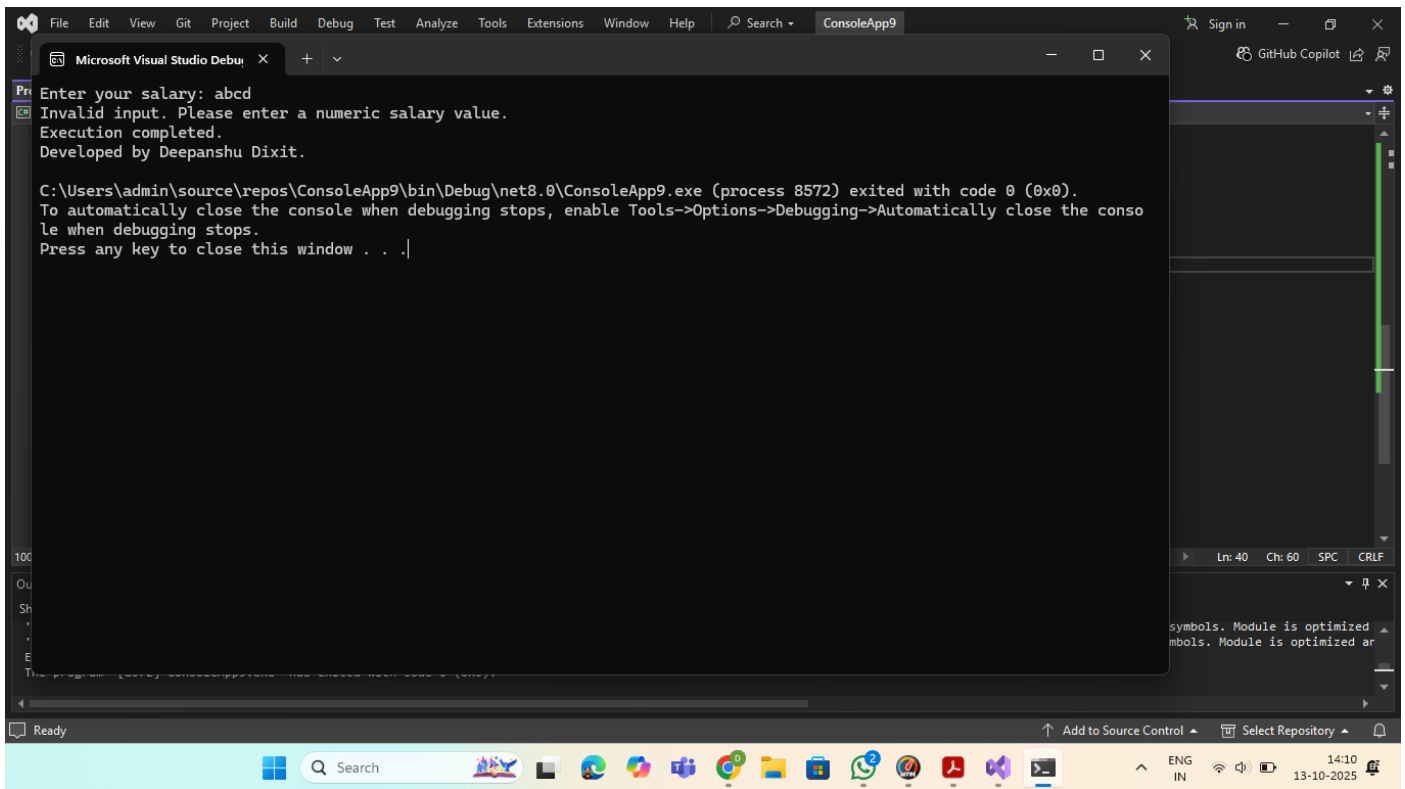 File Edit View Git Project Build Debug Test Analyze Tools Extensions Window Help Search ConsoleApp9 Sign in
Microsoft Visual Studio Debu
GitHub Copilot
Enter your salary: abcd
Invalid input. Please enter a numeric salary value.
Execution completed.
Developed by Deepanshu Dixit.
C:\Users\admin\source\repos\ConsoleApp9\bin\Debug\net8.0\ConsoleApp9.exe (process 8572) exited with code 0 (0x0).
To automatically close the console when debugging stops, enable Tools->Options->Debugging->Automatically close the conso
le when debugging stops.
Press any key to close this window . . .
100
Ln: 40 Ch: 60 SPC CRLF
Ou
Sh
symbols. Module is optimized
mbols. Module is optimized an
E
Ready Add to Source Control Select Repository
Search
ENG
IN
14:10
13-10-2025